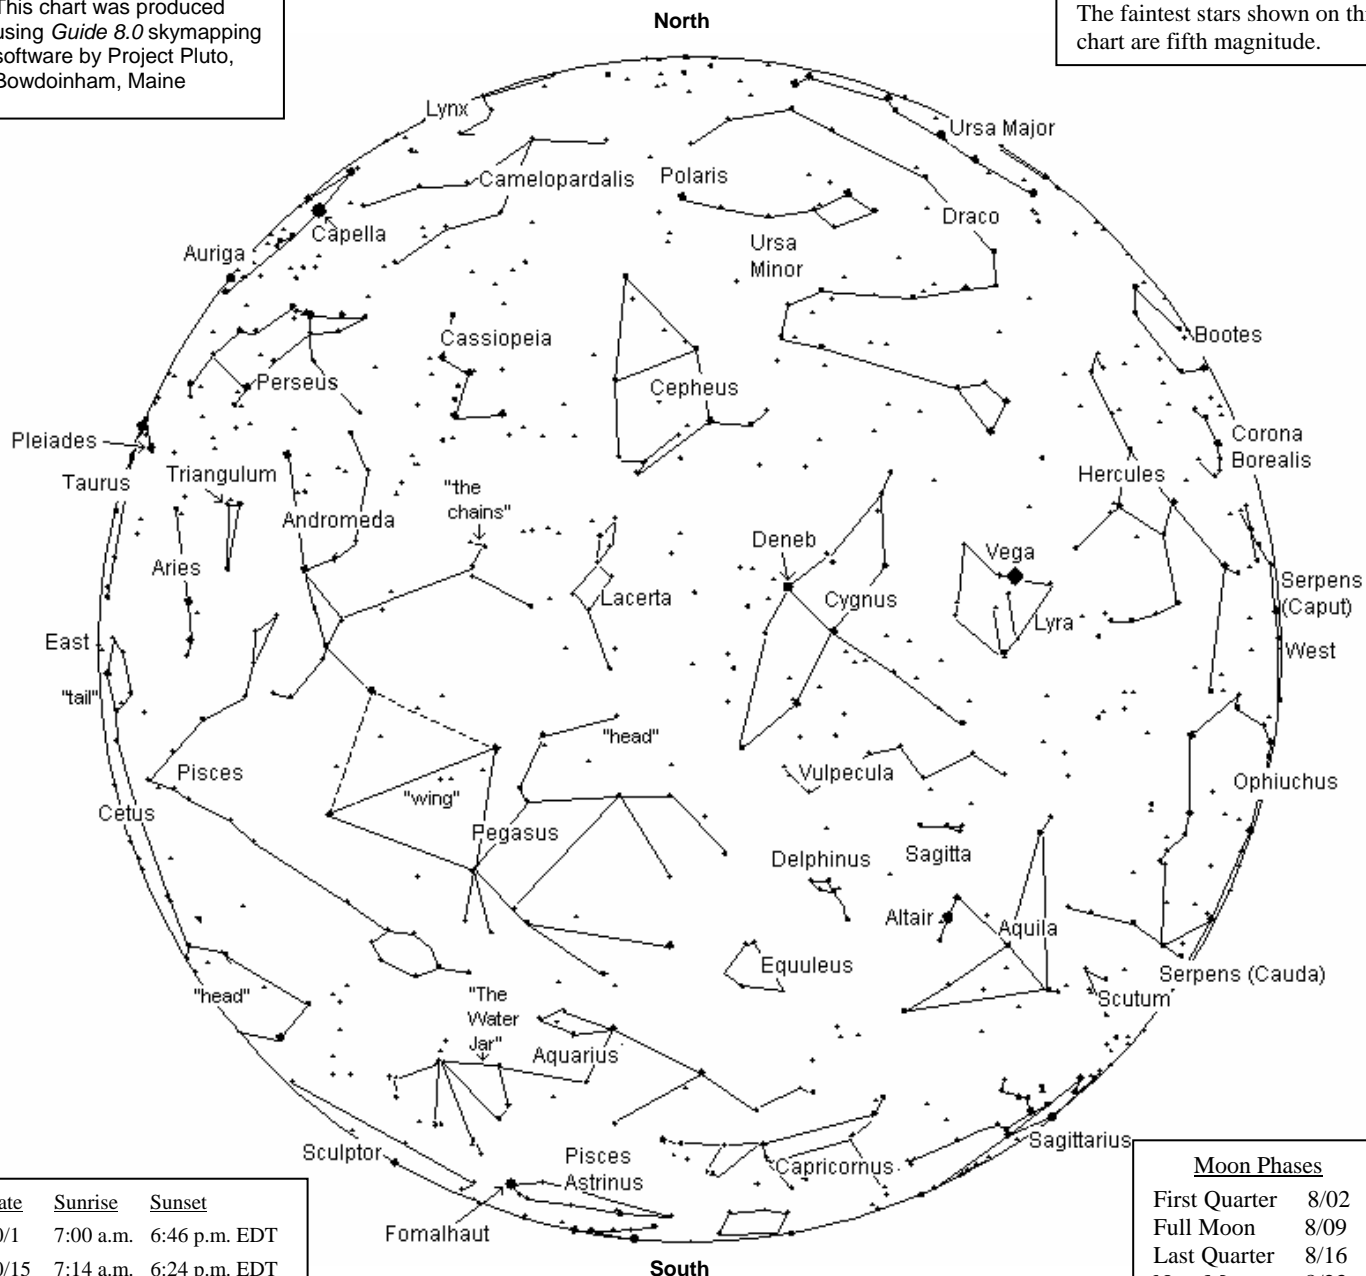 This chart was produced
using Guide 8.0 skymapping
software by Project Pluto,
Bowdoinham, Maine
North
The faintest stars shown on
chart are fifth magnitude.
Lynx
Ursa Major
Camelopardalis
Polaris
Draco
Capella
Ursa
Minor
Auriga
Cassiopeia
Bootes
Perseus
Cepheus
Pleiades
Corona
Borealis
Taurus
Triangulum
Hercules
"the
chains"
Andromeda
Deneb
Vega
Aries
Lacerta
Cygnus
Serpens
(Caput)
Lyra
East
West
"tail"
"head"
Pisces
Vulpecula
Ophiuchus
Cetus
"wing"
Pegasus
Delphinus
Sagitta
Altair
Aquila
Equuleus
Serpens (Cauda)
"head"
"The
Water
Jar"
Scutum
Aquarius
1
Sculptor
Pisces
Astrinus
Capricornus
Sagittarius
Fomalhaut
South
Sunrise Sunset
7:00 a.m. 6:46 p.m. EDT
7:14 a.m. 6:24 p.m. EDT
Moon Phases
First Quarter 8/02
Full Moon 8/09
Last Quarter 8/16